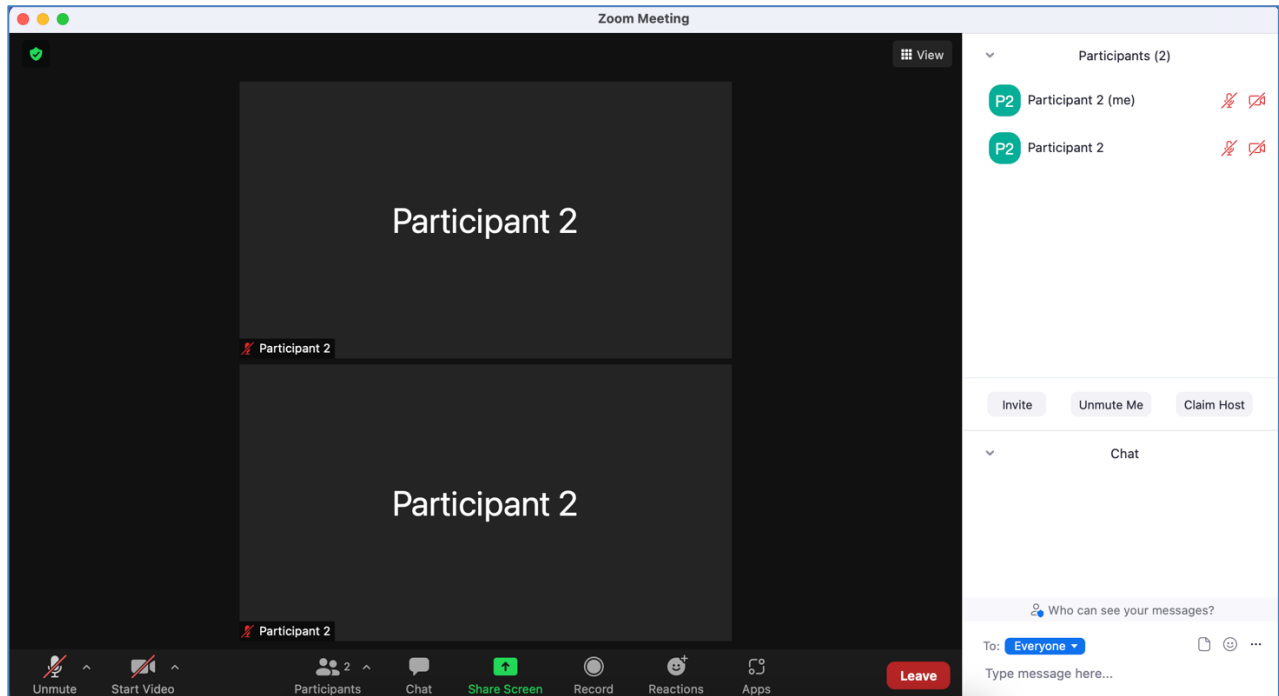 Zoom Meeting
View
Participant 2
Participant 2
Participant 2
Participant 2
Participants (2)
P2 Participant 2 (me)
P2 Participant 2
Invite Unmute Me Claim Host
Chat
Who can see your messages?
To: Everyone
Type message here...
Unmute Start Video Participants 2 Chat Share Screen Record Reactions Apps Leave